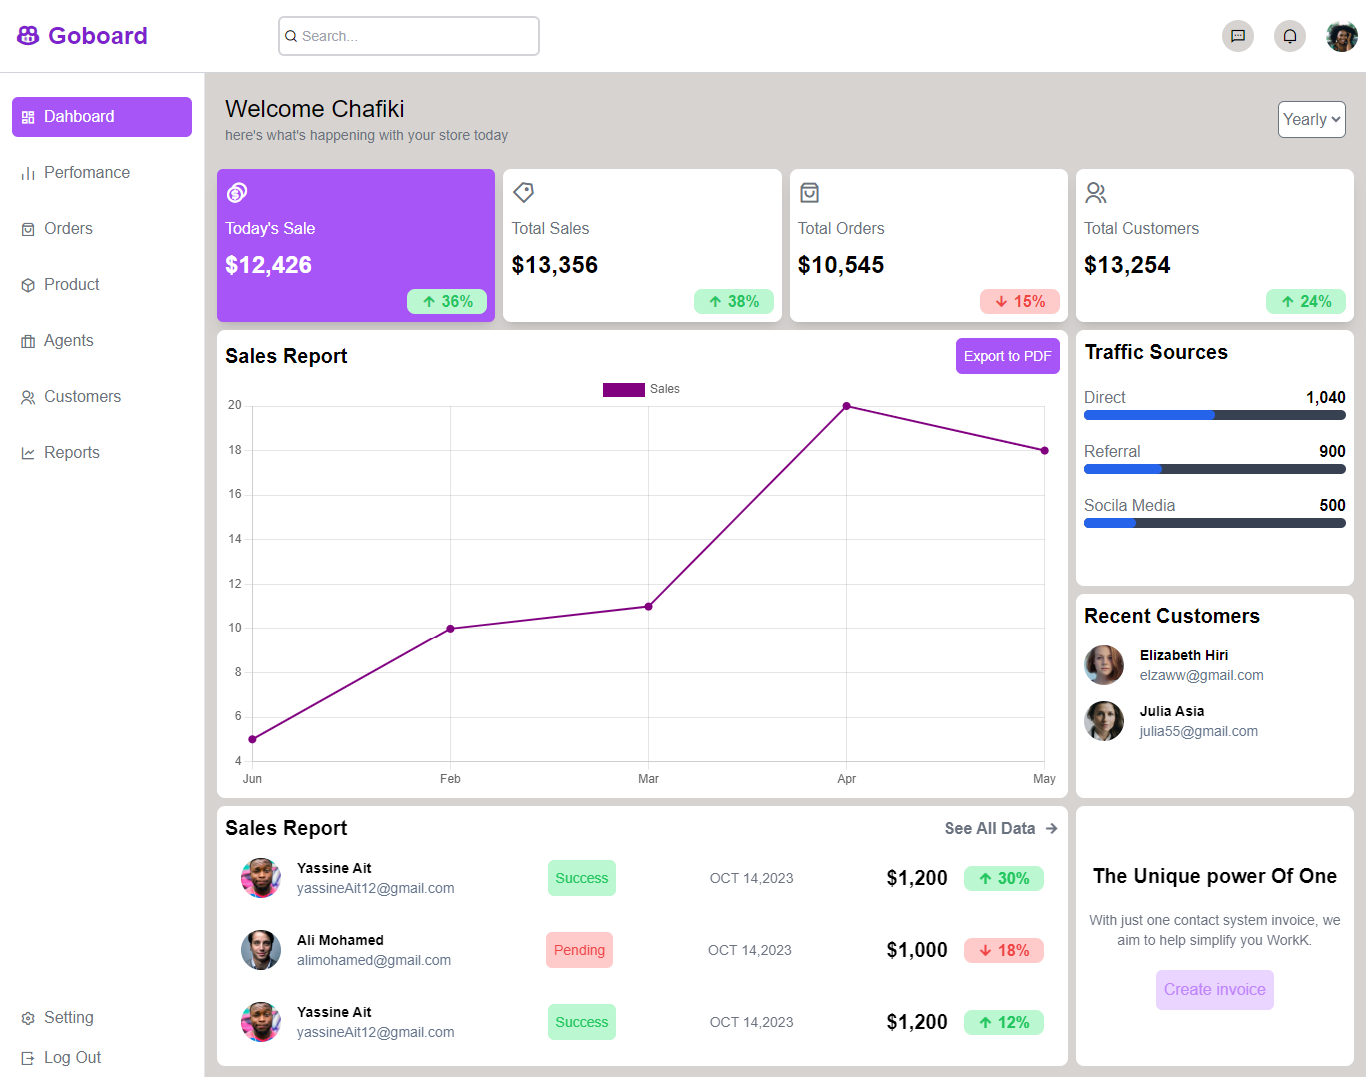 Goboard
Search...
Dahboard
Perfomance
Orders
Product
Agents
Customers
Reports
Setting
Log Out
Welcome Chafiki
here's what's happening with your store today
Yearly
Today's Sale
$12,426
36%
Total Sales
$13,356
38%
Total Orders
$10,545
15%
Total Customers
$13,254
24%
Sales Report
Export to PDF
Sales
20
18
16
14
12
10
8
6
4
Jun Feb Mar Apr May
Traffic Sources
Direct 1,040
Referral 900
Socila Media 500
Recent Customers
Elizabeth Hiri
elzaww@gmail.com
Julia Asia
julia55@gmail.com
Sales Report
See All Data
Yassine Ait
yassineAit12@gmail.com
Success
OCT 14,2023
$1,200
30%
Ali Mohamed
alimohamed@gmail.com
Pending
OCT 14,2023
$1,000
18%
Yassine Ait
yassineAit12@gmail.com
Success
OCT 14,2023
$1,200
12%
The Unique power Of One
With just one contact system invoice, we
aim to help simplify you WorkK.
Create invoice